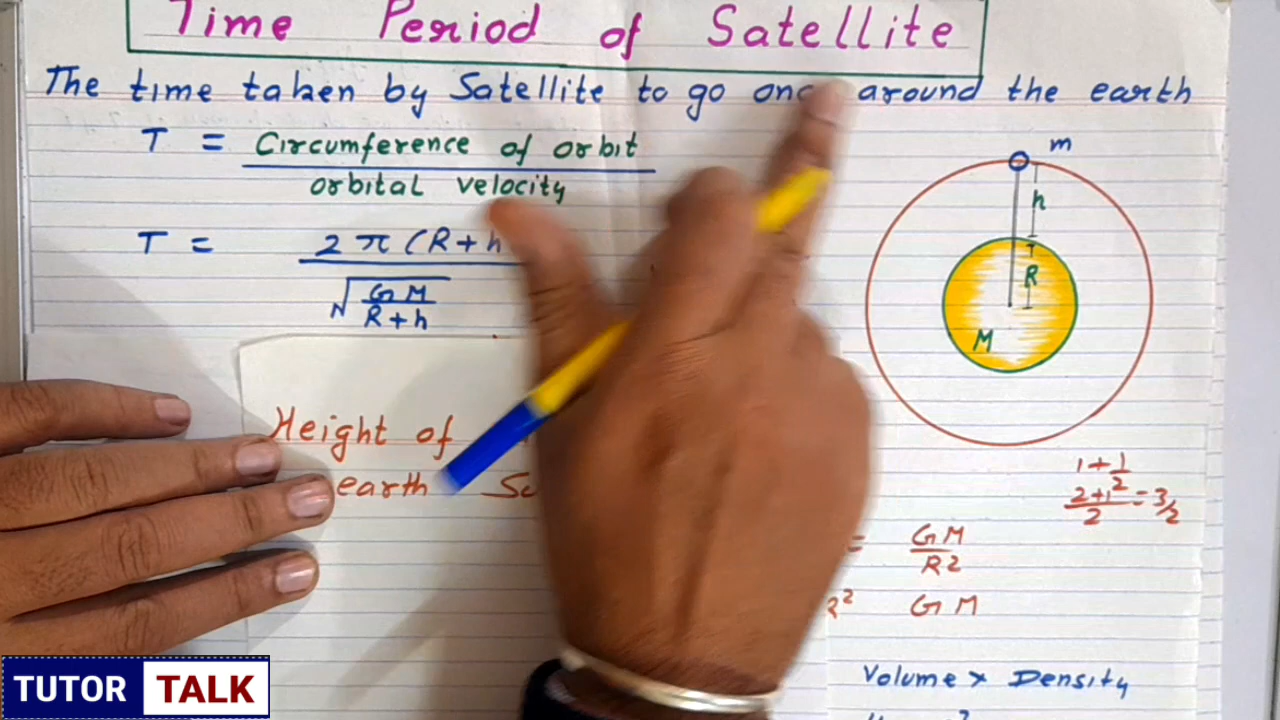 Time Period of Satellite
The time taken by Satellite to go once around the earth
T = Circumference of orbit
orbital velocity
T = 2π (R+h
√ GM
R+h
m
h
R
M
Height of
earth
1 + 1/2
2+1/2 = 3/2
= GM
R2
R² GM
Volume × Density
TUTOR TALK